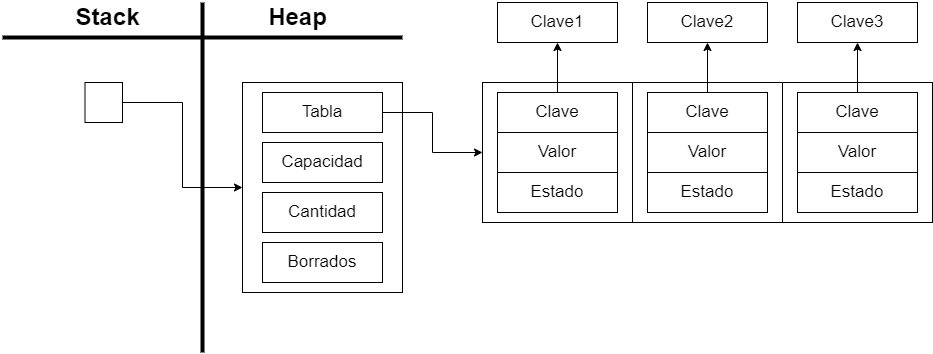 Stack
Heap
Clave1
Clave2
Clave3
Tabla
Capacidad
Cantidad
Borrados
Clave
Valor
Estado
Clave
Valor
Estado
Clave
Valor
Estado